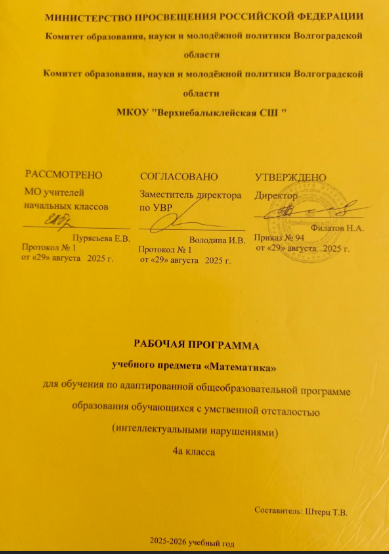 МИНИСТЕРСТВО ПРОСВЕЩЕНИЯ РОССИЙСКОЙ ФЕДЕРАЦИИ
Комитет образования, науки и молодёжной политики Волгоградской
области
Комитет образования, науки и молодёжной политики Волгоградской
области
МКОУ "Верхнебалыклейская СШ "
РАССМОТРЕНО
МО учителей
начальных классов
Пурясьева Е.В.
Протокол № 1
от «29» августа 2025 г.
СОГЛАСОВАНО
Заместитель директора
по УВР
Володина И.В.
Протокол № 1
от «29» августа 2025 г.
УТВЕРЖДЕНО
Директор
Филатов Н.А.
Приказ № 94
от «29» августа 2025 г.
РАБОЧАЯ ПРОГРАММА
учебного предмета «Математика»
для обучения по адаптированной общеобразовательной программе
образования обучающихся с умственной отсталостью
(интеллектуальными нарушениями)
4а класса
Составитель: Штерц Т.В.
2025-2026 учебный год